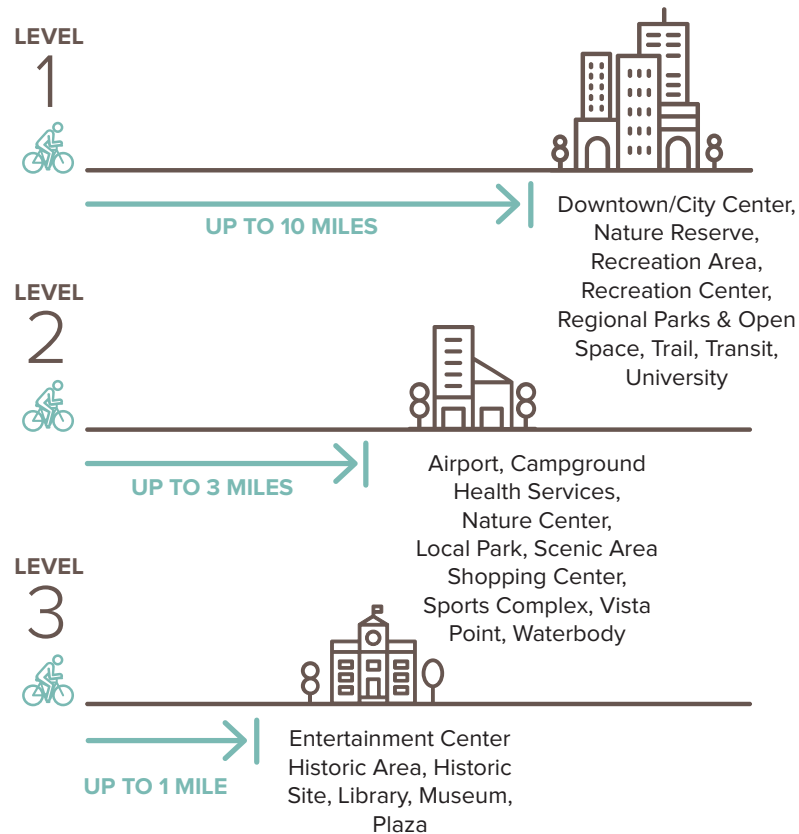 LEVEL
1
UP TO 10 MILES
Downtown/City Center,
Nature Reserve,
Recreation Area,
Recreation Center,
Regional Parks & Open
Space, Trail, Transit,
University
LEVEL
2
UP TO 3 MILES
Airport, Campground
Health Services,
Nature Center,
Local Park, Scenic Area
Shopping Center,
Sports Complex, Vista
Point, Waterbody
LEVEL
3
UP TO 1 MILE
Entertainment Center
Historic Area, Historic
Site, Library, Museum,
Plaza